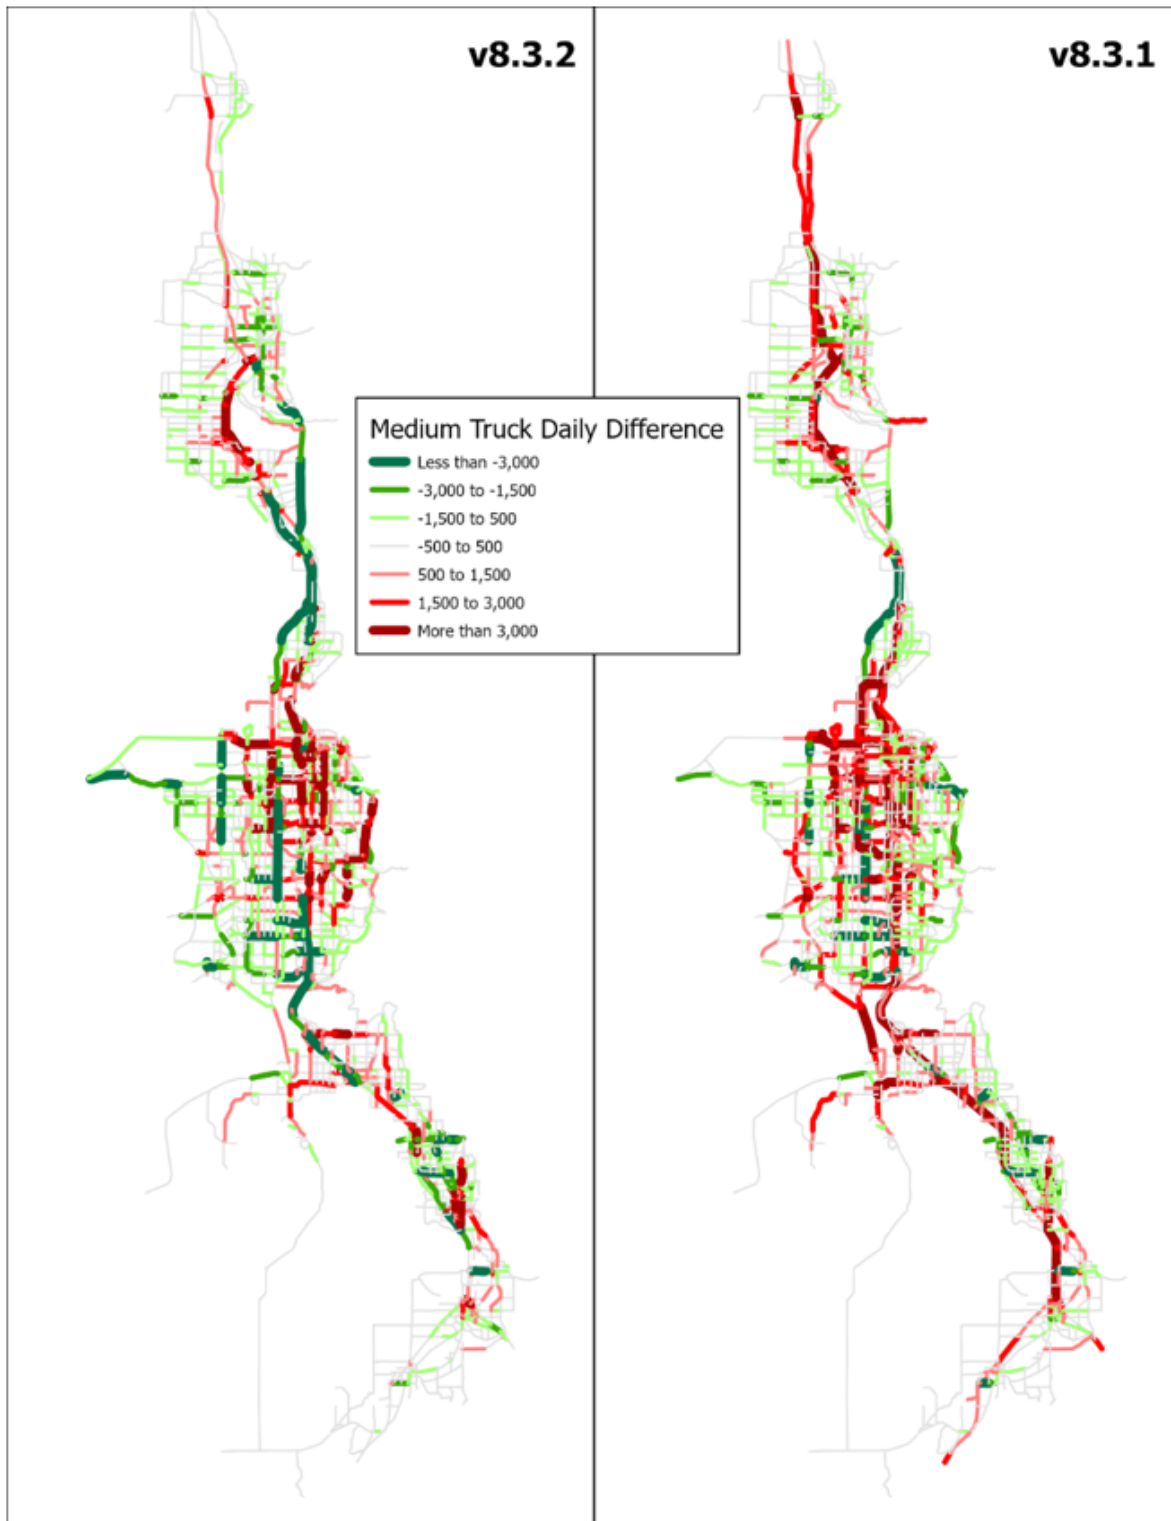 v8.3.2
v8.3.1
Medium Truck Daily Difference
Less than -3,000
-3,000 to -1,500
-1,500 to 500
-500 to 500
500 to 1,500
1,500 to 3,000
More than 3,000